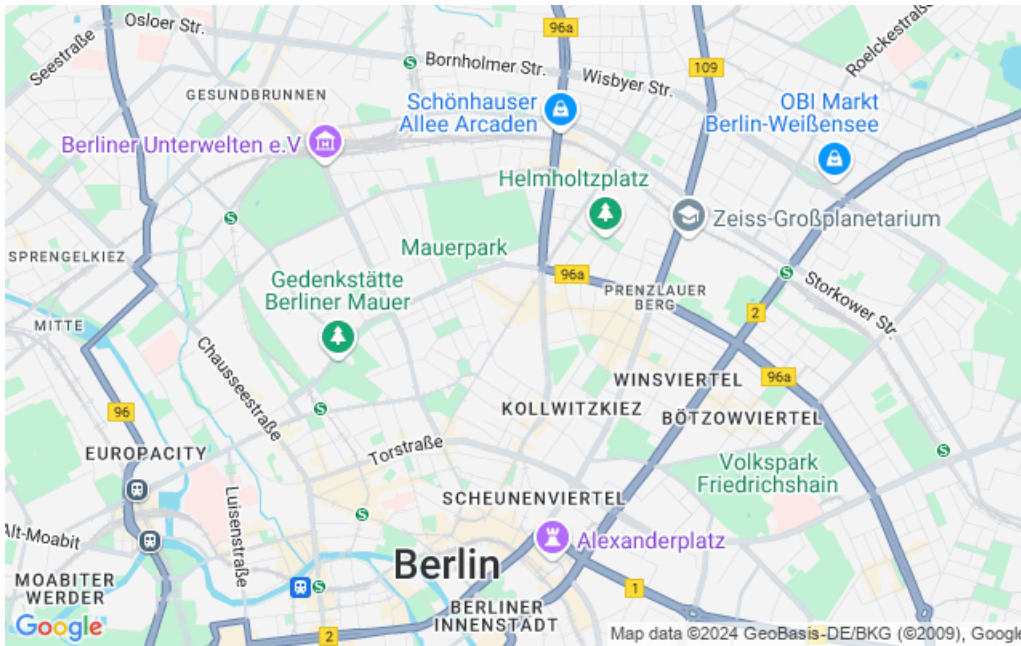 96a
Osloer Str.
Seestraße
Bornholmer Str.
Wisbyer Str.
109
Roelckestraße
GESUNDBRUNNEN
Schönhauser
Allee Arcaden
OBI Markt
Berlin-Weißensee
Berliner Unterwelten e.V
Helmholtzplatz
Zeiss-Großplanetarium
Mauerpark
SPRENGELKIEZ
Gedenkstätte
Berliner Mauer
96a
PRENZLAUER
BERG
Storkower Str.
MITTE
2
Chausseestraße
96a
WINSVIERTEL
96
KOLLWITZKIEZ
BÖTZOWVIERTEL
EUROPACITY
Torstraße
Volkspark
Friedrichshain
SCHEUNENVIERTEL
Luisenstraße
Alt-Moabit
Alexanderplatz
Berlin
MOABITER
WERDER
1
BERLINER
INNENSTADT
Google
2
Map data ©2024 GeoBasis-DE/BKG (©2009), Google